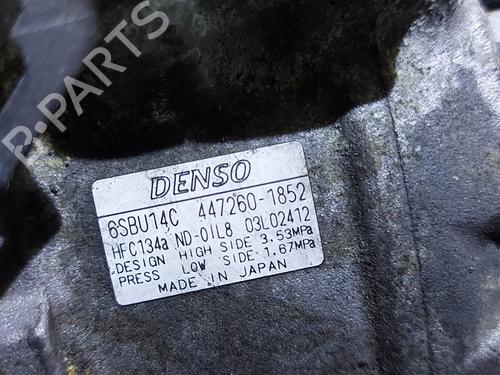 B-PARTS
DENSO
6SBU14C 447260-1852
HFC134a ND-OIL8 03L02412
DESIGN HIGH SIDE 3.53MPa
PRESS LOW SIDE 1.67MPa
MADE IN JAPAN